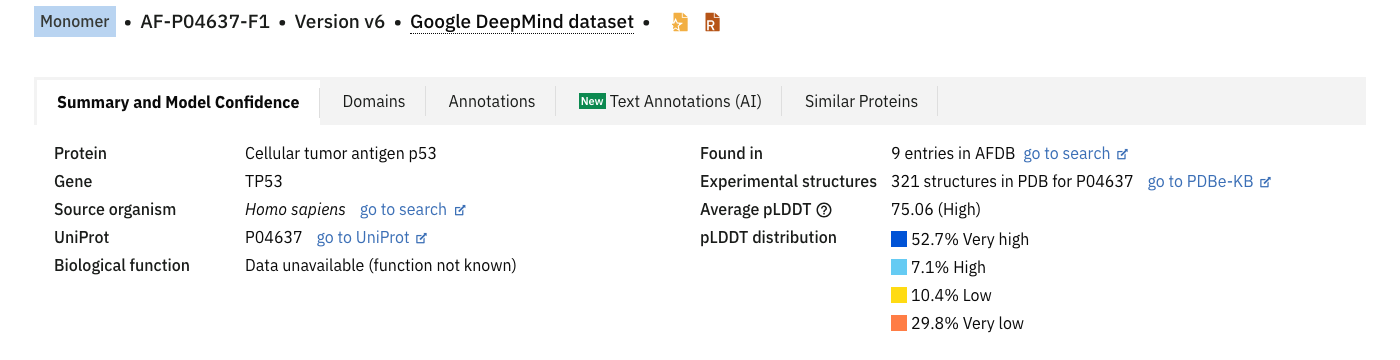 Monomer • AF-P04637-F1 • Version v6 • Google DeepMind dataset •
Summary and Model Confidence Domains Annotations New Text Annotations (AI) Similar Proteins
Protein Cellular tumor antigen p53
Gene TP53
Source organism Homo sapiens go to search
UniProt P04637 go to UniProt
Biological function Data unavailable (function not known)
Found in 9 entries in AFDB go to search
Experimental structures 321 structures in PDB for P04637 go to PDBe-KB
Average pLDDT ? 75.06 (High)
pLDDT distribution 52.7% Very high
7.1% High
10.4% Low
29.8% Very low